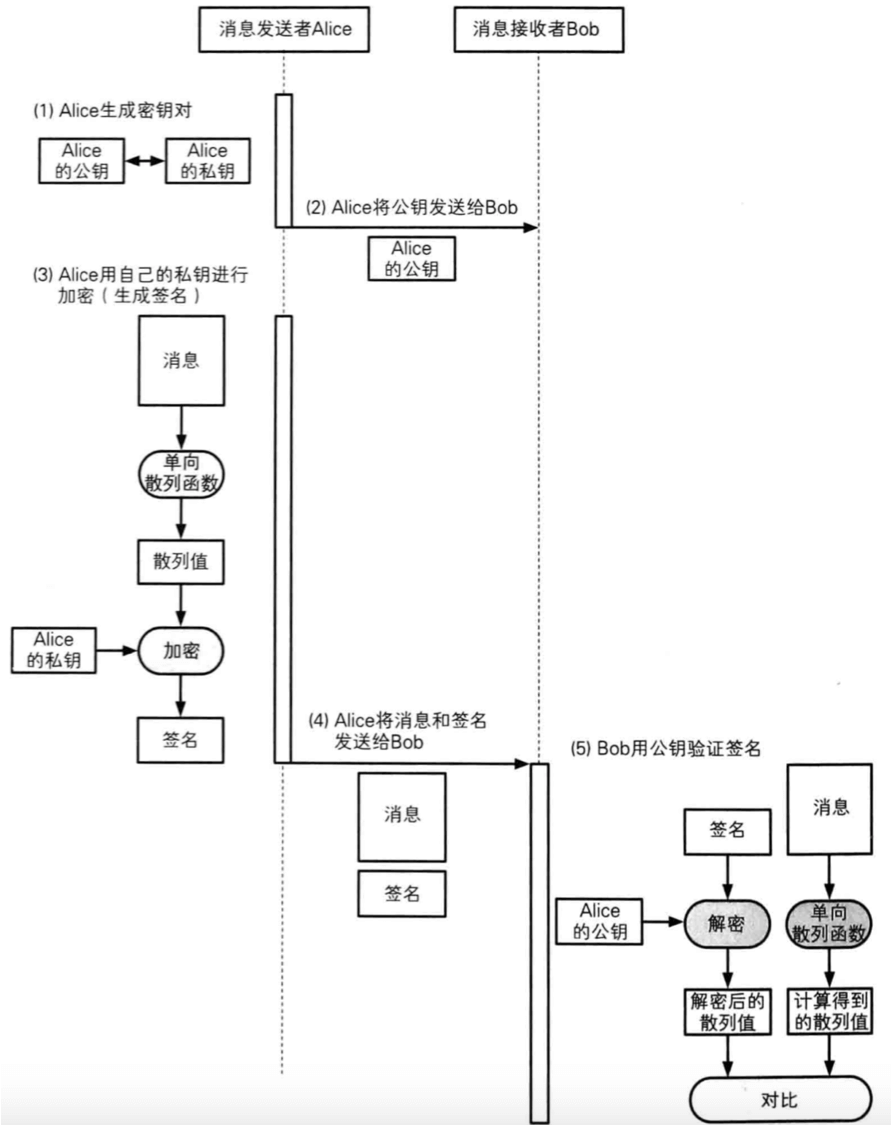 消息发送者Alice
消息接收者Bob
(1) Alice生成密钥对
Alice
的公钥
Alice
的私钥
(2) Alice将公钥发送给Bob
Alice
的公钥
(3) Alice用自己的私钥进行
加密（生成签名）
消息
单向
散列函数
散列值
Alice
的私钥
加密
签名
(4) Alice将消息和签名
发送给Bob
消息
签名
(5) Bob用公钥验证签名
签名
消息
Alice
的公钥
解密
单向
散列函数
解密后的
散列值
计算得到
的散列值
对比